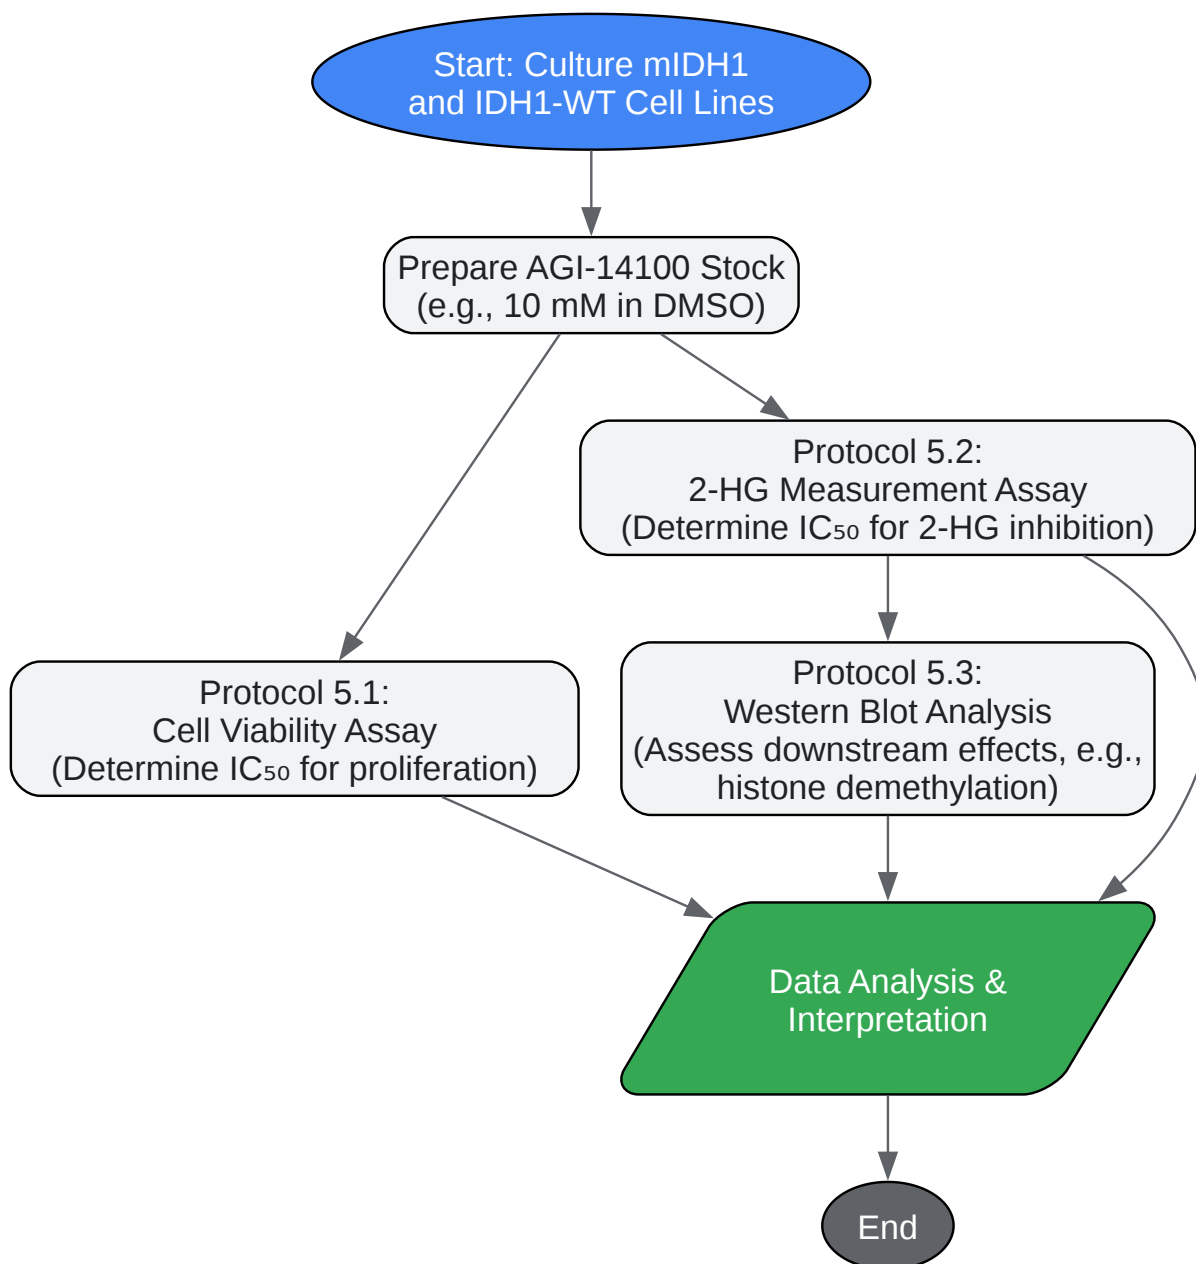 Start: Culture mIDH1
and IDH1-WT Cell Lines
Prepare AGI-14100 Stock
(e.g., 10 mM in DMSO)
Protocol 5.2:
2-HG Measurement Assay
(Determine IC₅₀ for 2-HG inhibition)
Protocol 5.1:
Cell Viability Assay
(Determine IC₅₀ for proliferation)
Protocol 5.3:
Western Blot Analysis
(Assess downstream effects, e.g.,
histone demethylation)
Data Analysis &
Interpretation
End